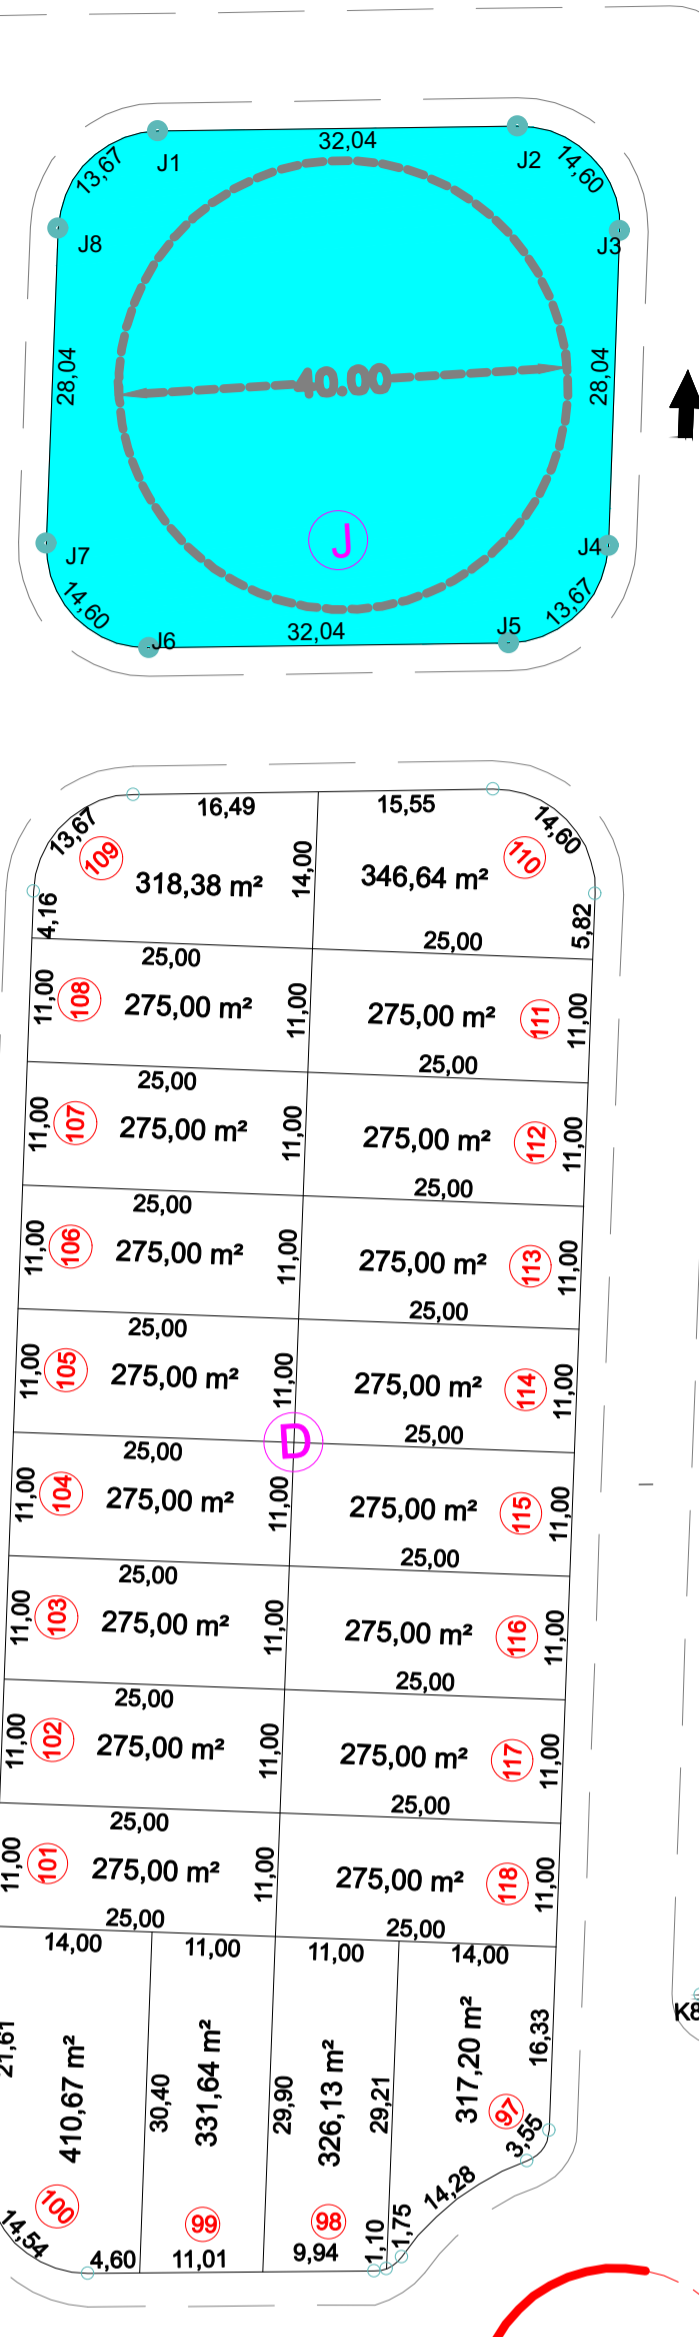 32,04
13,67
J1
J2
14,60
J8
J3
28,04
40.00
28,04
J
J7
J4
14,60
13,67
J6
32,04
J5
16,49
15,55
13,67
14,60
109
110
318,38 m²
14,00
346,64 m²
4,16
5,82
25,00
25,00
11,00
108
275,00 m²
11,00
275,00 m²
111
11,00
25,00
25,00
11,00
107
275,00 m²
11,00
275,00 m²
112
11,00
25,00
25,00
11,00
106
275,00 m²
11,00
275,00 m²
113
11,00
25,00
25,00
11,00
105
275,00 m²
11,00
275,00 m²
114
11,00
25,00
D
25,00
11,00
104
275,00 m²
11,00
275,00 m²
115
11,00
25,00
25,00
11,00
103
275,00 m²
11,00
275,00 m²
116
11,00
25,00
25,00
11,00
102
275,00 m²
11,00
275,00 m²
117
11,00
25,00
25,00
11,00
101
275,00 m²
11,00
275,00 m²
118
11,00
25,00
25,00
14,00
11,00
11,00
14,00
K8
21,61
410,67 m²
30,40
331,64 m²
29,90
326,13 m²
29,21
317,20 m²
16,33
97
3,55
14,28
100
99
98
14,54
4,60
11,01
9,94
1,10
1,75